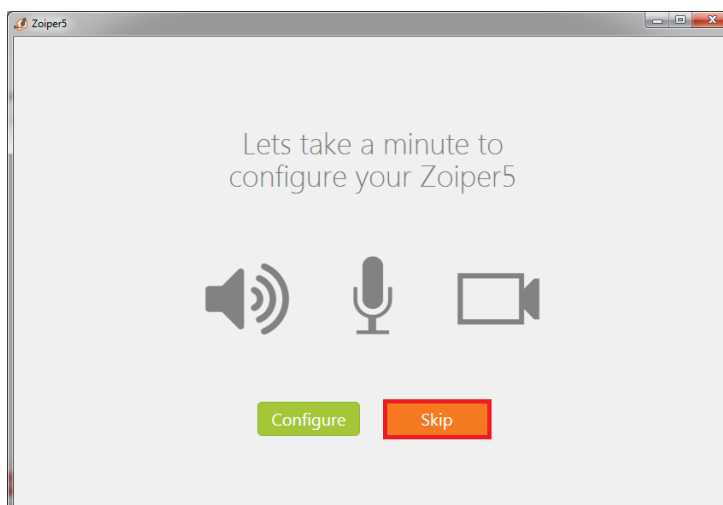 Zoiper5
Lets take a minute to
configure your Zoiper5
Configure
Skip